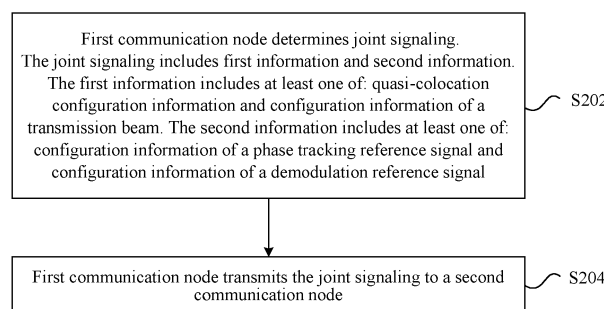 First communication node determines joint signaling.
The joint signaling includes first information and second information.
The first information includes at least one of: quasi-colocation
configuration information and configuration information of a
transmission beam. The second information includes at least one of:
configuration information of a phase tracking reference signal and
configuration information of a demodulation reference signal
S202
First communication node transmits the joint signaling to a second
communication node
S204